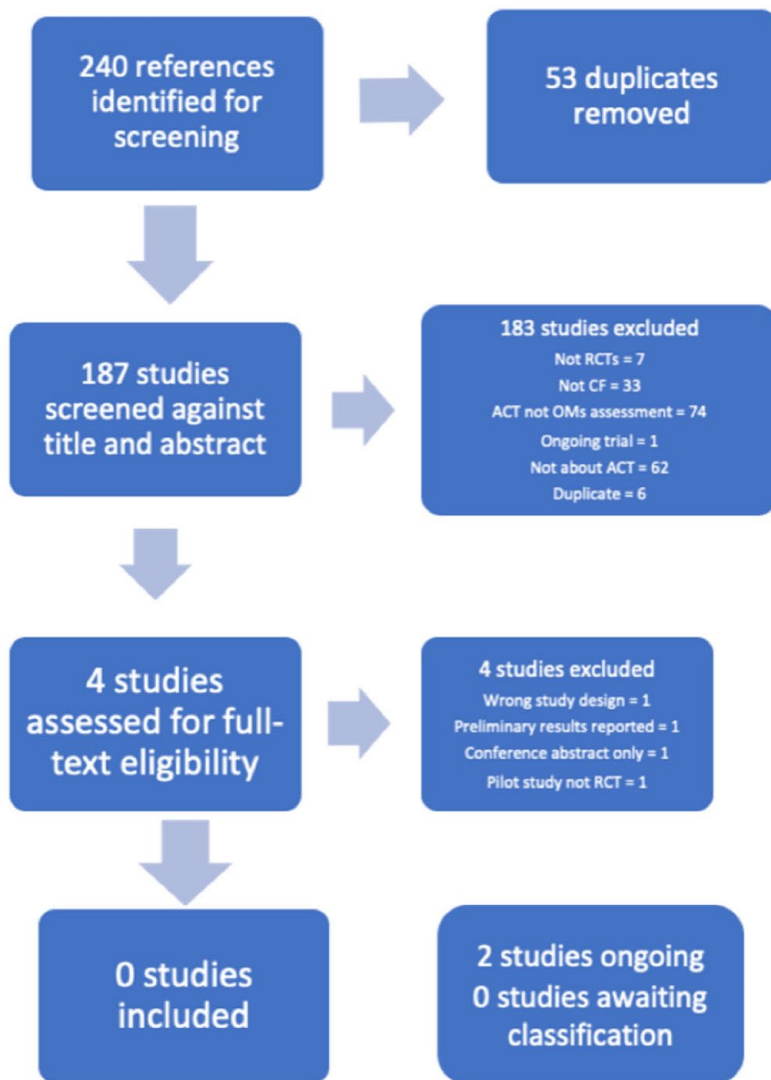 240 references
identified for
screening
53 duplicates
removed
187 studies
screened against
title and abstract
183 studies excluded
Not RCTs = 7
Not CF = 33
ACT not OMs assessment = 74
Ongoing trial = 1
Not about ACT = 62
Duplicate = 6
4 studies
assessed for full-
text eligibility
4 studies excluded
Wrong study design = 1
Preliminary results reported = 1
Conference abstract only = 1
Pilot study not RCT = 1
0 studies
included
2 studies ongoing
0 studies awaiting
classification